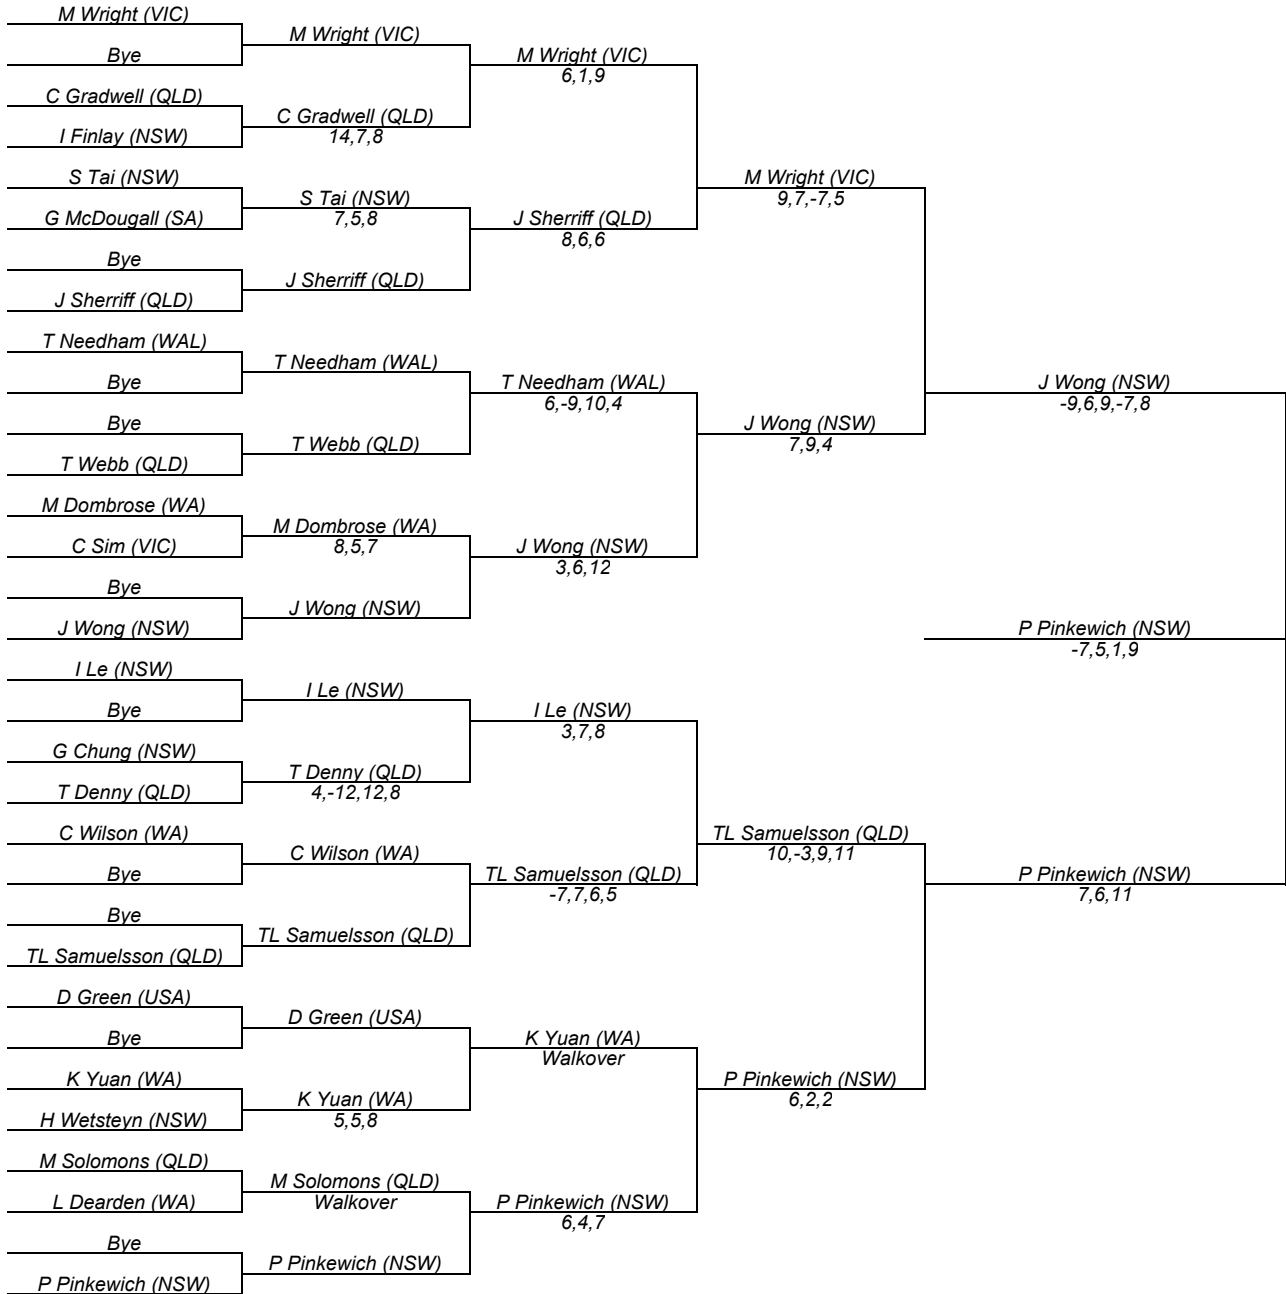 M Wright (VIC)
Bye
C Gradwell (QLD)
I Finlay (NSW)
S Tai (NSW)
G McDougall (SA)
Bye
J Sherriff (QLD)
T Needham (WAL)
Bye
Bye
T Webb (QLD)
M Dombrose (WA)
C Sim (VIC)
Bye
J Wong (NSW)
I Le (NSW)
Bye
G Chung (NSW)
T Denny (QLD)
C Wilson (WA)
Bye
Bye
TL Samuelsson (QLD)
D Green (USA)
Bye
K Yuan (WA)
H Wetsteyn (NSW)
M Solomons (QLD)
L Dearden (WA)
Bye
P Pinkewich (NSW)
M Wright (VIC)
C Gradwell (QLD)
14,7,8
S Tai (NSW)
7,5,8
J Sherriff (QLD)
T Needham (WAL)
T Webb (QLD)
M Dombrose (WA)
8,5,7
J Wong (NSW)
I Le (NSW)
T Denny (QLD)
4,-12,12,8
C Wilson (WA)
TL Samuelsson (QLD)
D Green (USA)
K Yuan (WA)
5,5,8
M Solomons (QLD)
Walkover
P Pinkewich (NSW)
M Wright (VIC)
6,1,9
J Sherriff (QLD)
8,6,6
T Needham (WAL)
6,-9,10,4
J Wong (NSW)
3,6,12
I Le (NSW)
3,7,8
TL Samuelsson (QLD)
-7,7,6,5
K Yuan (WA)
Walkover
P Pinkewich (NSW)
6,4,7
M Wright (VIC)
9,7,-7,5
J Wong (NSW)
7,9,4
TL Samuelsson (QLD)
10,-3,9,11
P Pinkewich (NSW)
6,2,2
J Wong (NSW)
-9,6,9,-7,8
P Pinkewich (NSW)
7,6,11
P Pinkewich (NSW)
-7,5,1,9